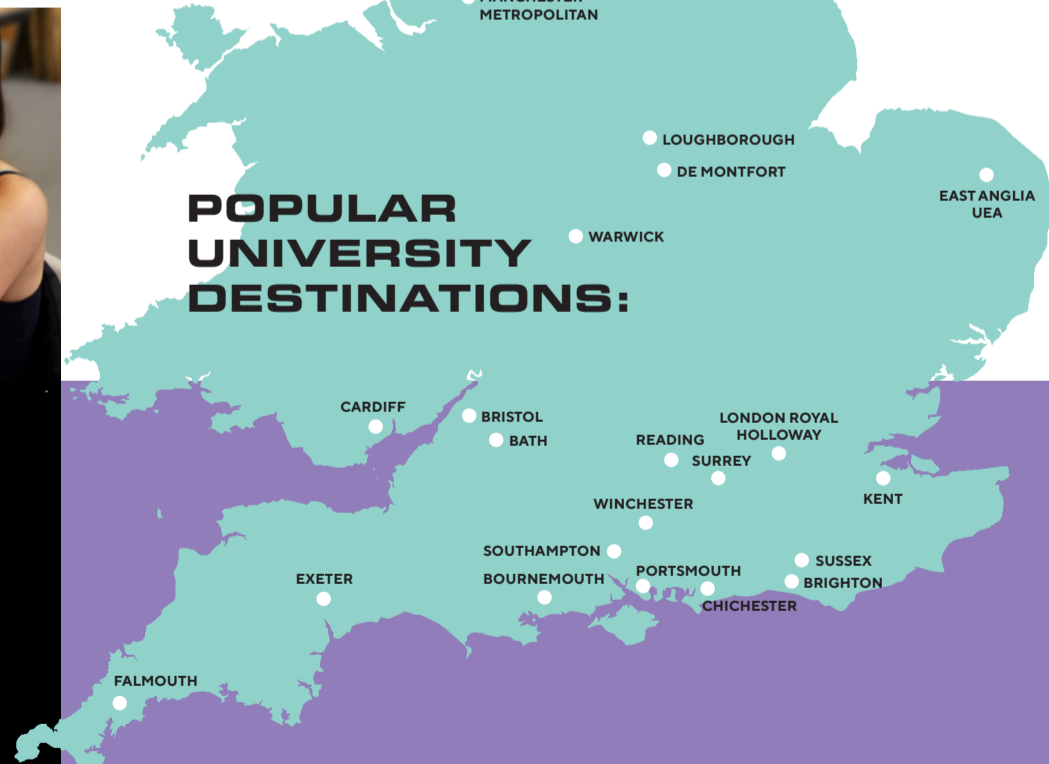 METROPOLITAN
LOUGHBOROUGH
DE MONTFORT
EAST ANGLIA
UEA
POPULAR
UNIVERSITY
DESTINATIONS:
WARWICK
CARDIFF
BRISTOL
BATH
LONDON ROYAL
HOLLOWAY
READING
SURREY
KENT
WINCHESTER
SOUTHAMPTON
SUSSEX
PORTSMOUTH
BOURNEMOUTH
EXETER
BRIGHTON
CHICHESTER
FALMOUTH